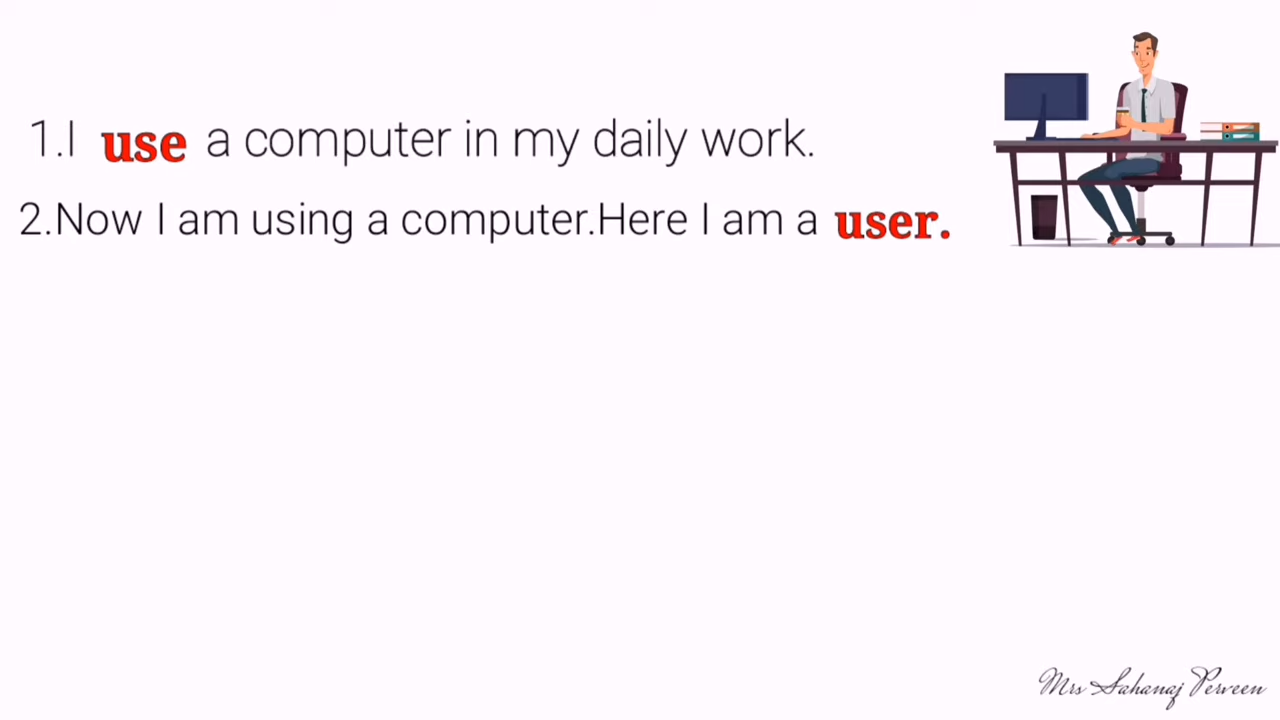 1.I use a computer in my daily work.
2.Now I am using a computer.Here I am a user.
Mrs Sahanaj Perveen